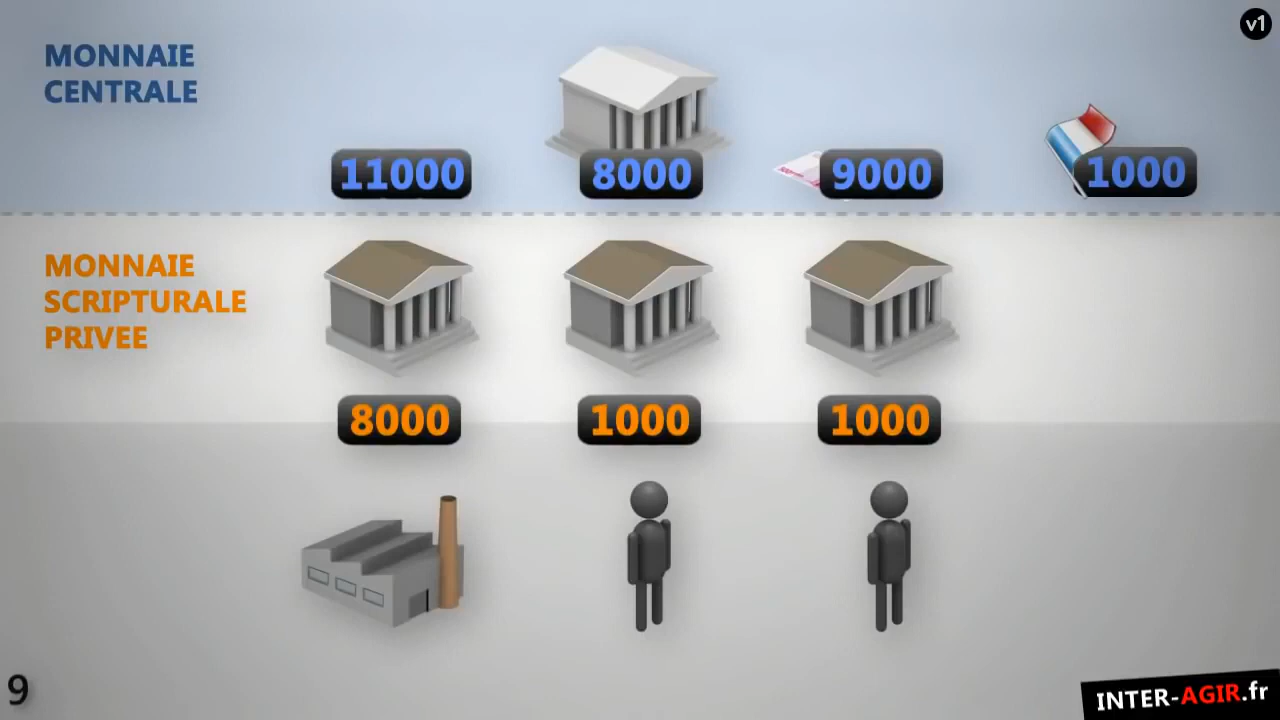 v1
MONNAIE
CENTRALE
11000
8000
9000
1000
MONNAIE
SCRIPTURALE
PRIVEE
8000
1000
1000
9
INTER-AGIR.fr